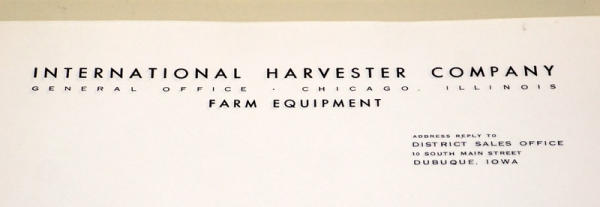 INTERNATIONAL HARVESTER COMPANY
GENERAL OFFICE · CHICAGO, ILLINOIS
FARM EQUIPMENT
ADDRESS REPLY TO
DISTRICT SALES OFFICE
10 SOUTH MAIN STREET
DUBUQUE, IOWA